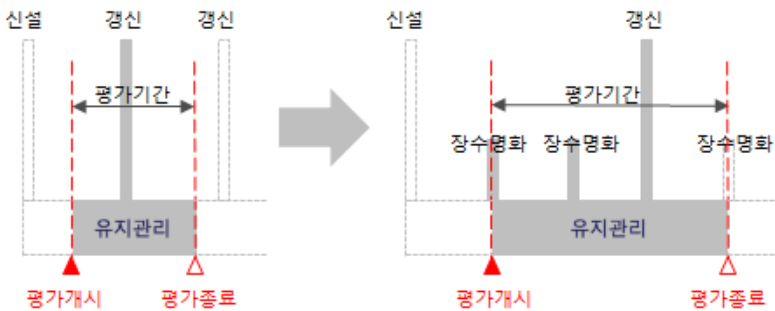 신설 갱신 갱신 신설 갱신
평가기간 평가기간
장수명화 장수명화 장수명화
유지관리 유지관리
평가개시 평가종료 평가개시 평가종료